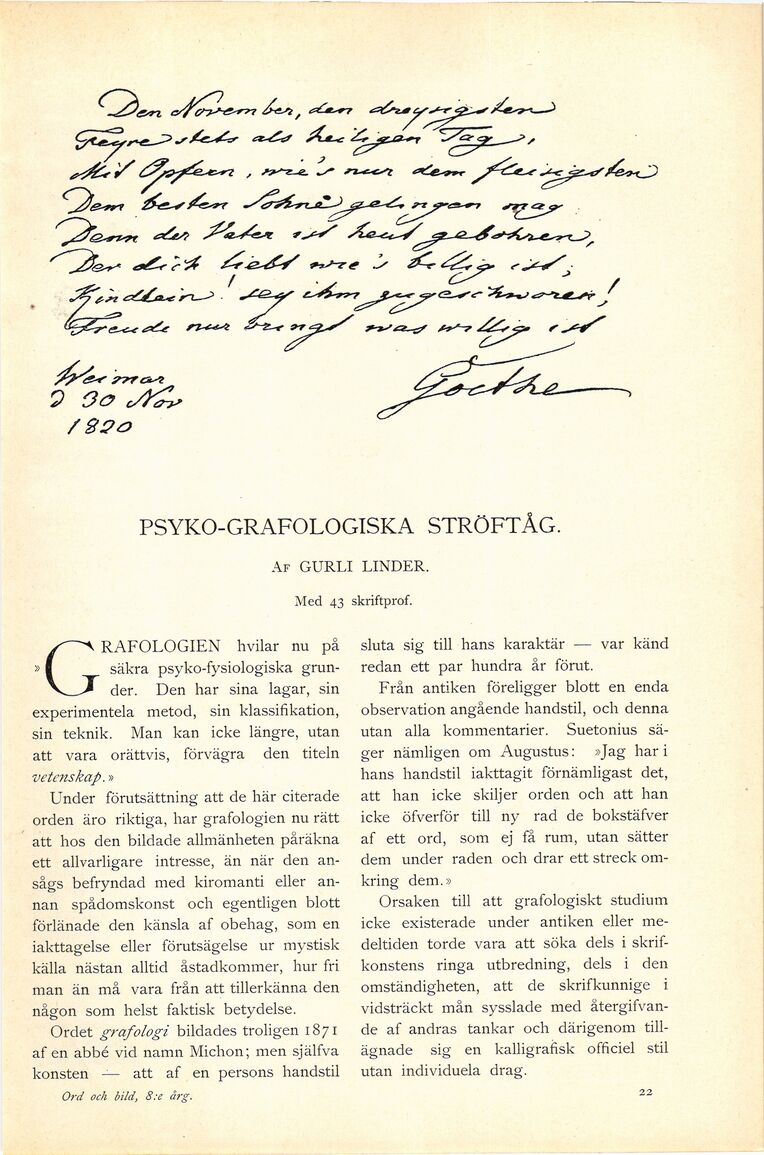 Den November, den dreysigsten
Feyre stets als heiligen Tag,
Mit Opfern, wie's nur dem fleisigsten
Dem besten Sohne gelingen mag
Denn der Vater ist heut gebohren,
Der dich liebt wie's billig ist;
Kindlein! sey ihm zugeschworen!
Freude nur bringt was willig ist
Weimar
d 30 Nov
1820
Goethe
PSYKO-GRAFOLOGISKA STRÖFTÅG.
AF GURLI LINDER.
Med 43 skriftprof.
»GRAFOLOGIEN hvilar nu på
säkra psyko-fysiologiska grun-
der. Den har sina lagar, sin
experimentela metod, sin klassifikation,
sin teknik. Man kan icke längre, utan
att vara orättvis, förvägra den titeln
vetenskap.»
Under förutsättning att de här citerade
orden äro riktiga, har grafologien nu rätt
att hos den bildade allmänheten påräkna
ett allvarligare intresse, än när den an-
sågs befryndad med kiromanti eller an-
nan spådomskonst och egentligen blott
förlänade den känsla af obehag, som en
iakttagelse eller förutsägelse ur mystisk
källa nästan alltid åstadkommer, hur fri
man än må vara från att tillerkänna den
någon som helst faktisk betydelse.
Ordet grafologi bildades troligen 1871
af en abbé vid namn Michon; men själfva
konsten — att af en persons handstil
sluta sig till hans karaktär — var känd
redan ett par hundra år förut.
Från antiken föreligger blott en enda
observation angående handstil, och denna
utan alla kommentarier. Suetonius sä-
ger nämligen om Augustus: »Jag har i
hans handstil iakttagit förnämligast det,
att han icke skiljer orden och att han
icke öfverför till ny rad de bokstäfver
af ett ord, som ej få rum, utan sätter
dem under raden och drar ett streck om-
kring dem.»
Orsaken till att grafologiskt studium
icke existerade under antiken eller me-
deltiden torde vara att söka dels i skrif-
konstens ringa utbredning, dels i den
omständigheten, att de skrifkunnige i
vidsträckt mån sysslade med återgifvan-
de af andras tankar och därigenom till-
ägnade sig en kalligrafisk officiel stil
utan individuela drag.
Ord och bild, 8:e årg.
22